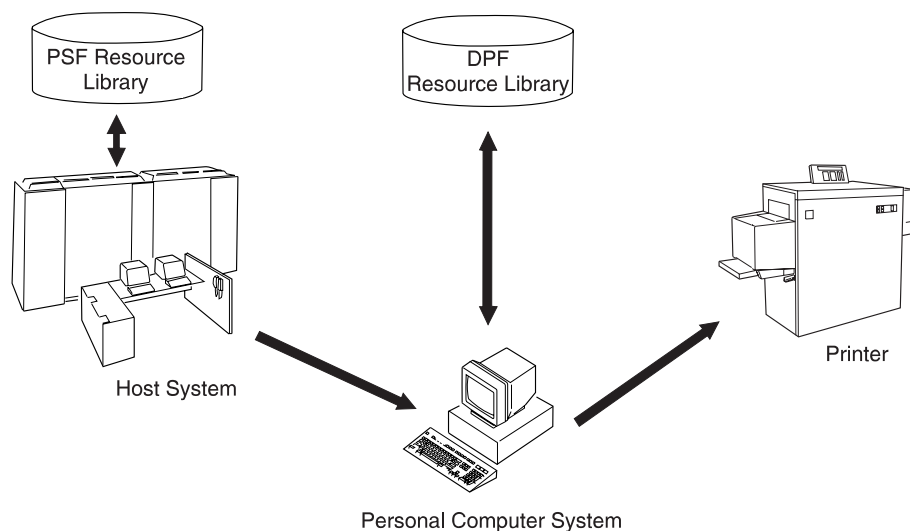 PSF Resource
Library
DPF
Resource Library
Host System
Printer
Personal Computer System